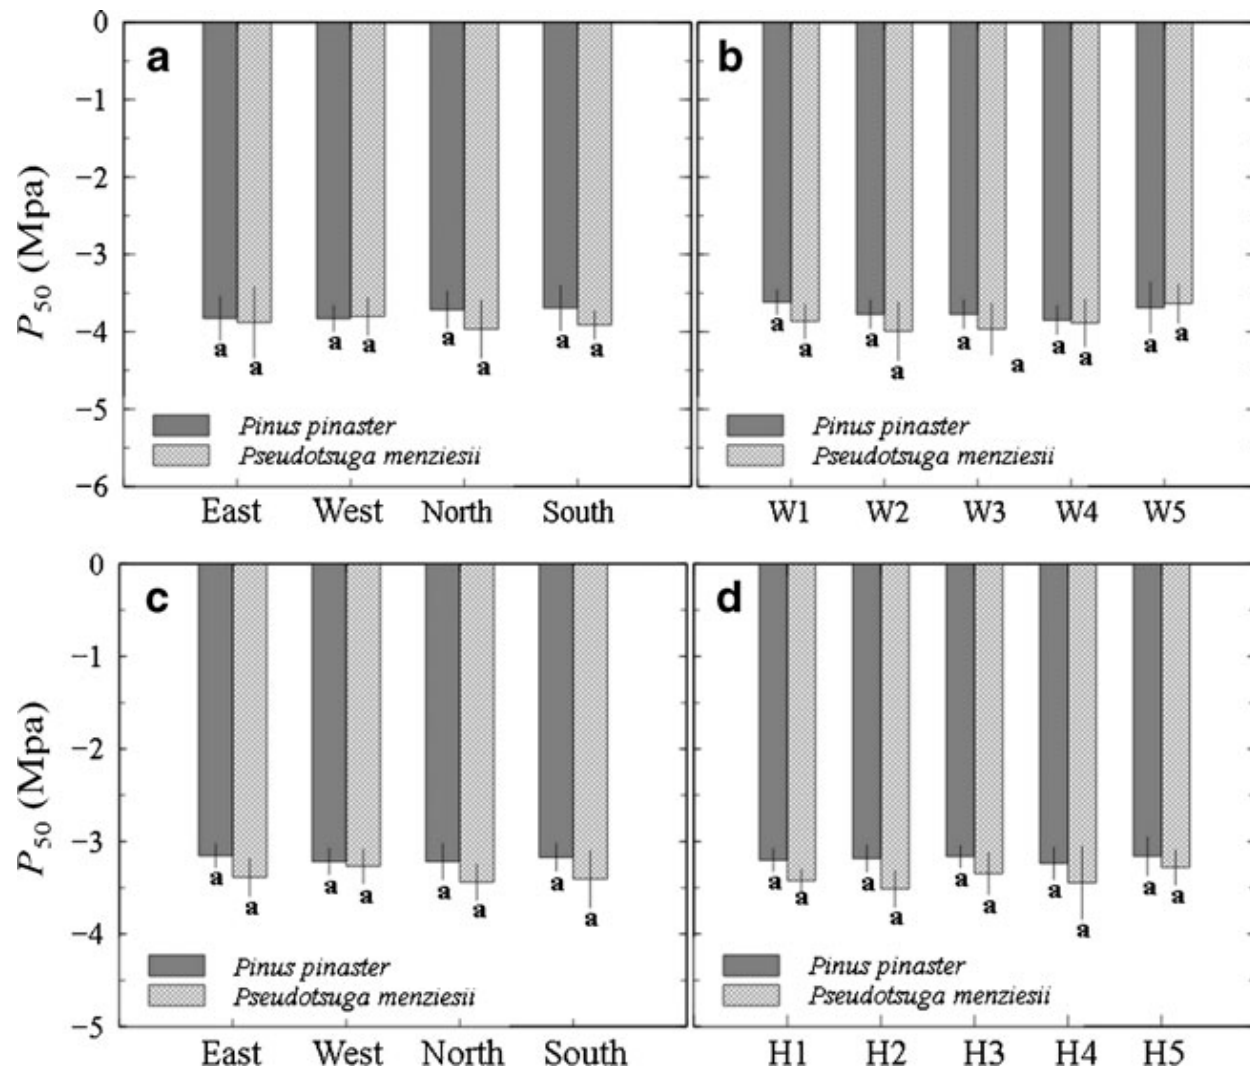 a
P50 (Mpa)
0
−1
−2
−3
−4
−5
−6
a a a a a a a a
Pinus pinaster
Pseudotsuga menziesii
East West North South
b
a a a a a a a a a a
Pinus pinaster
Pseudotsuga menziesii
W1 W2 W3 W4 W5
c
P50 (Mpa)
0
−1
−2
−3
−4
−5
a a a a a a a a
Pinus pinaster
Pseudotsuga menziesii
East West North South
d
a a a a a a a a a a
Pinus pinaster
Pseudotsuga menziesii
H1 H2 H3 H4 H5